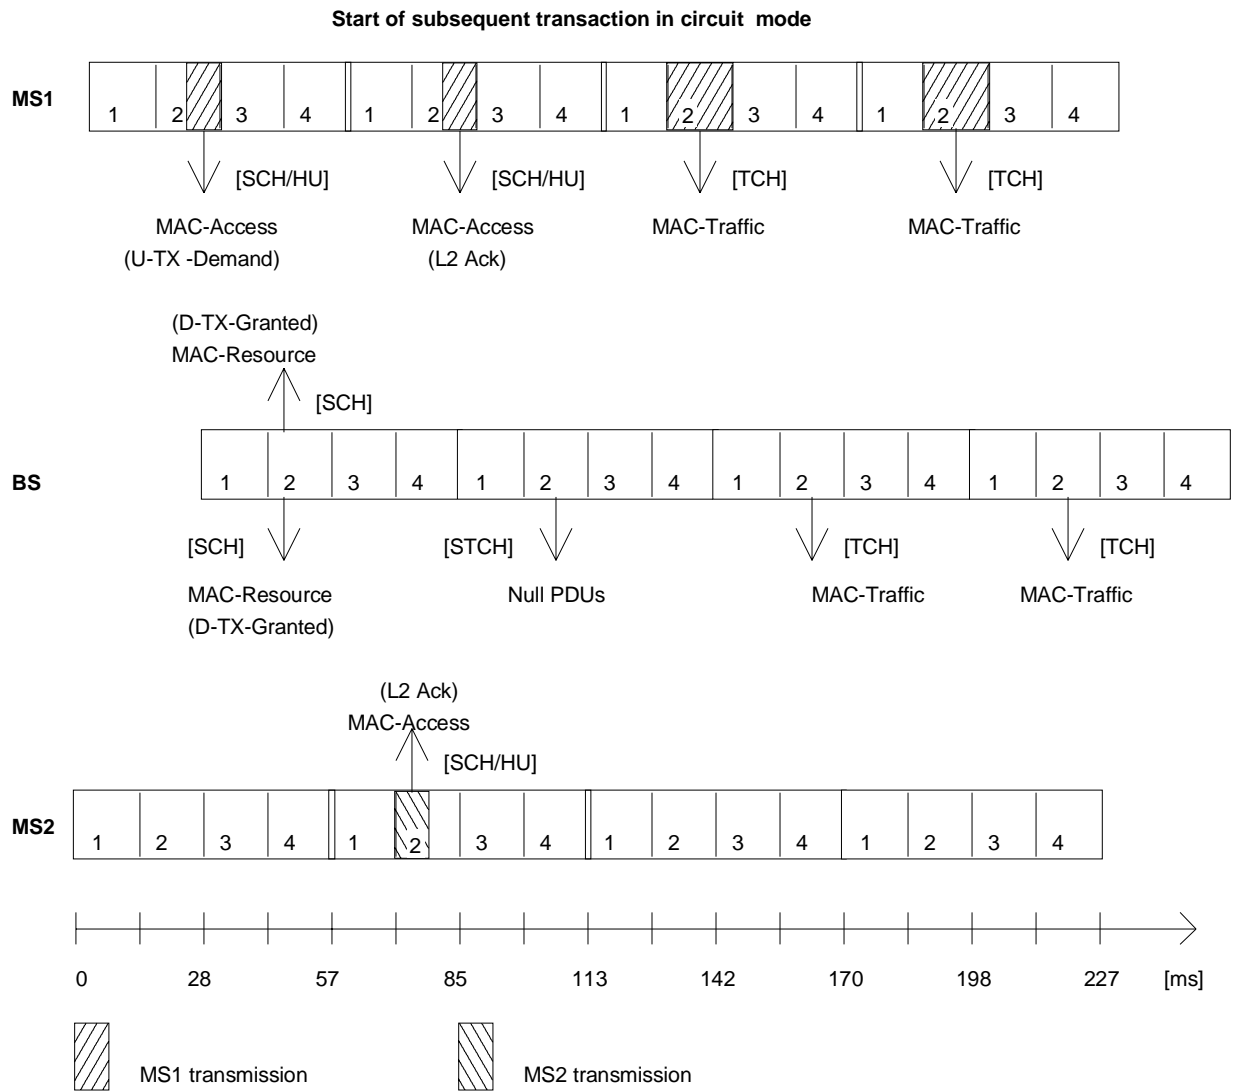 Start of subsequent transaction in circuit mode
MS1
1 2 3 4 1 2 3 4 1 2 3 4 1 2 3 4
[SCH/HU] [SCH/HU] [TCH] [TCH]
MAC-Access MAC-Access MAC-Traffic MAC-Traffic
(U-TX -Demand) (L2 Ack)
(D-TX-Granted)
MAC-Resource
[SCH]
BS
1 2 3 4 1 2 3 4 1 2 3 4 1 2 3 4
[SCH] [STCH] [TCH] [TCH]
MAC-Resource Null PDUs MAC-Traffic MAC-Traffic
(D-TX-Granted)
(L2 Ack)
MAC-Access
[SCH/HU]
MS2
1 2 3 4 1 2 3 4 1 2 3 4 1 2 3 4
0 28 57 85 113 142 170 198 227 [ms]
MS1 transmission MS2 transmission